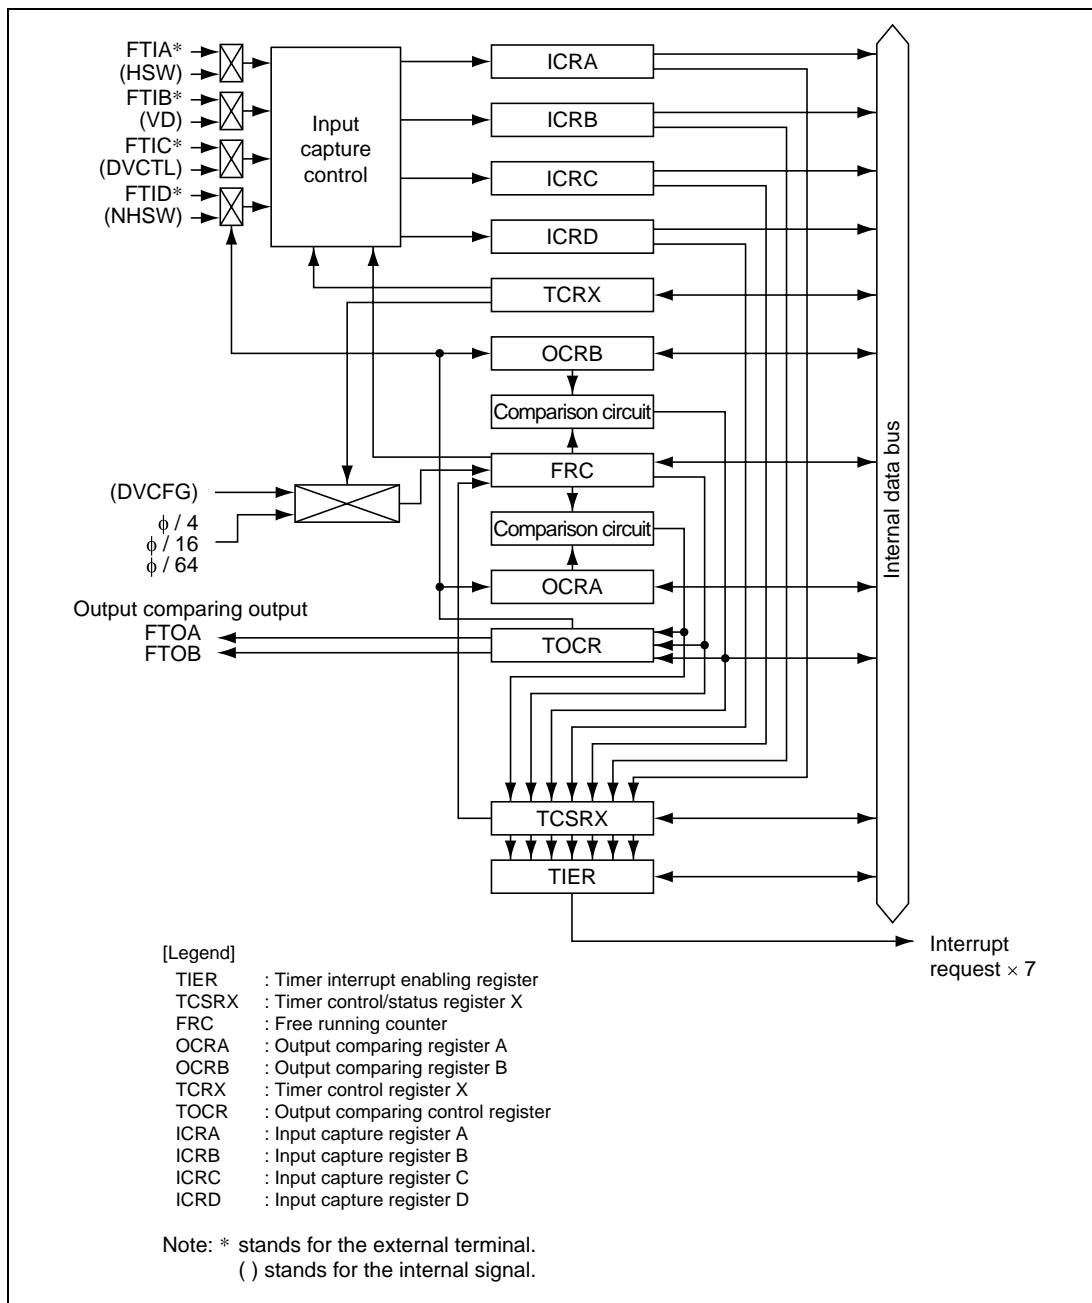 FTIA*
(HSW)
FTIB*
(VD)
FTIC*
(DVCTL)
FTID*
(NHSW)
Input
capture
control
ICRA
ICRB
ICRC
ICRD
TCRX
OCRB
Comparison circuit
FRC
Comparison circuit
OCRA
TOCR
TCSRX
TIER
Internal data bus
(DVCFG)
ϕ / 4
ϕ / 16
ϕ / 64
Output comparing output
FTOA
FTOB
Interrupt
request × 7
[Legend]
TIER : Timer interrupt enabling register
TCSRX : Timer control/status register X
FRC : Free running counter
OCRA : Output comparing register A
OCRB : Output comparing register B
TCRX : Timer control register X
TOCR : Output comparing control register
ICRA : Input capture register A
ICRB : Input capture register B
ICRC : Input capture register C
ICRD : Input capture register D
Note: * stands for the external terminal.
( ) stands for the internal signal.